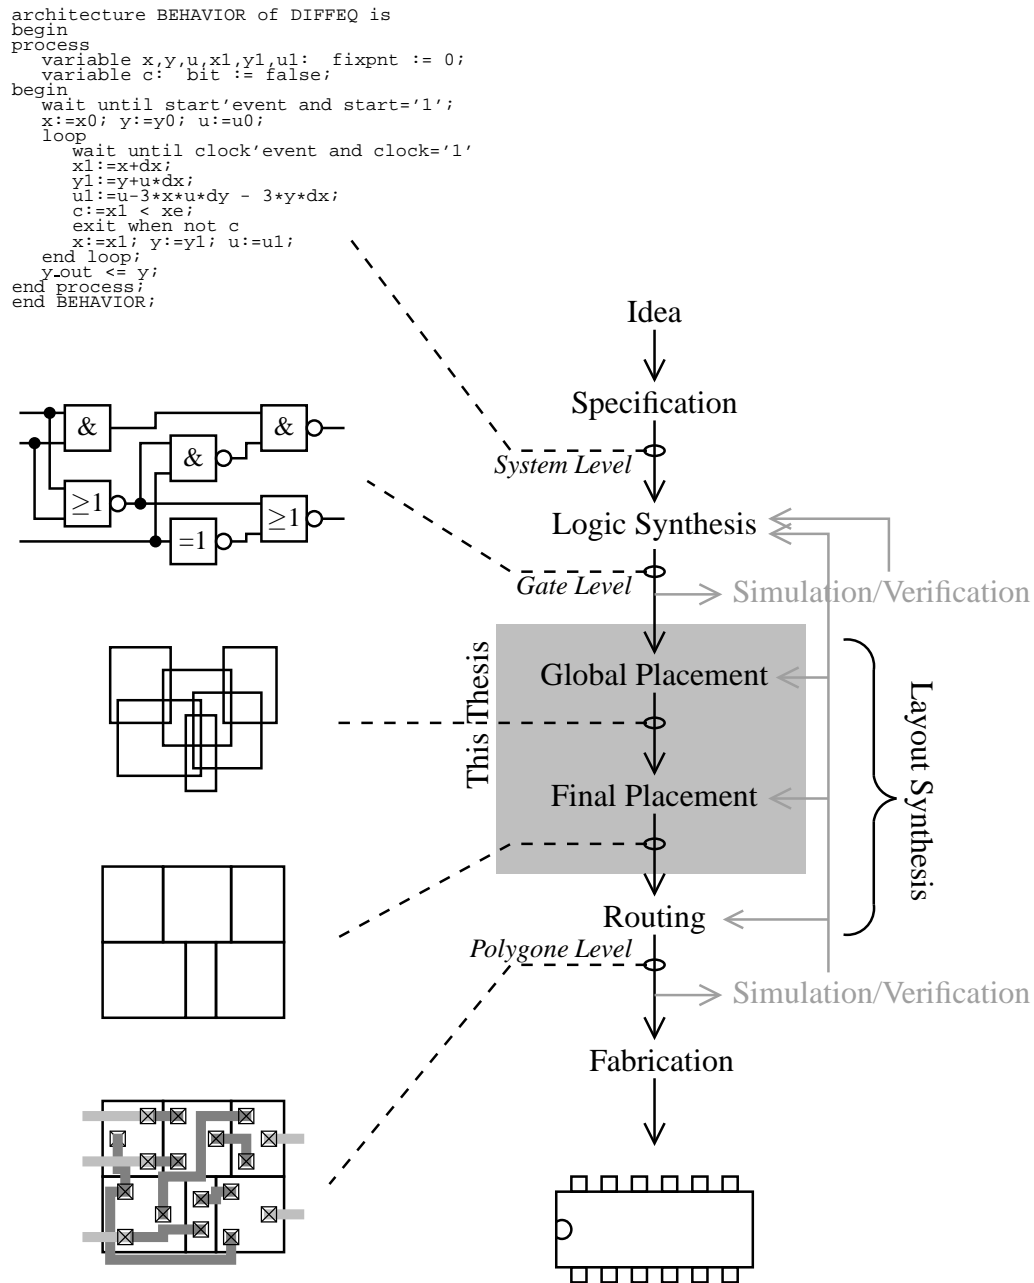 architecture BEHAVIOR of DIFFEQ is
begin
process
variable x,y,u,x1,y1,u1: fixpnt := 0;
variable c: bit := false;
begin
wait until start'event and start='1';
x:=x0; y:=y0; u:=u0;
loop
wait until clock'event and clock='1'
x1:=x+dx;
y1:=y+u*dx;
u1:=u-3*x*u*dy - 3*y*dx;
c:=x1 < xe;
exit when not c
x:=x1; y:=y1; u:=u1;
end loop;
y_out <= y;
end process;
end BEHAVIOR;
Idea
Specification
System Level
Logic Synthesis
Gate Level
Simulation/Verification
This Thesis
Global Placement
Final Placement
Layout Synthesis
Routing
Polygone Level
Simulation/Verification
Fabrication
&
&
&
≥1
≥1
=1